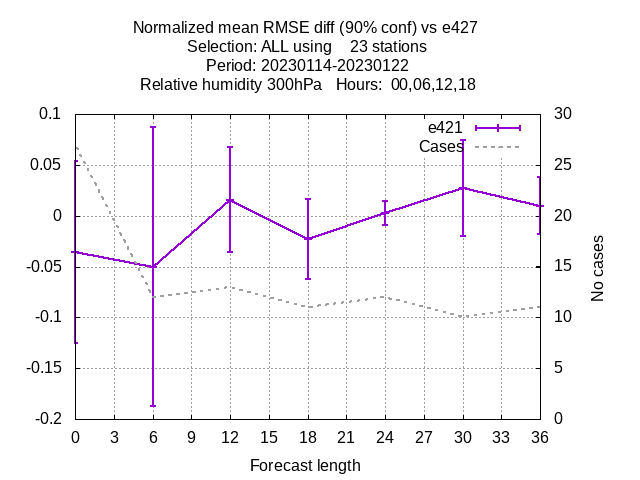 Normalized mean RMSE diff (90% conf) vs e427
Selection: ALL using    23 stations
Period: 20230114-20230122
Relative humidity 300hPa   Hours:  00,06,12,18
e421
Cases
0.1
0.05
0
-0.05
-0.1
-0.15
-0.2
30
25
20
15
10
5
0
No cases
0 3 6 9 12 15 18 21 24 27 30 33 36
Forecast length